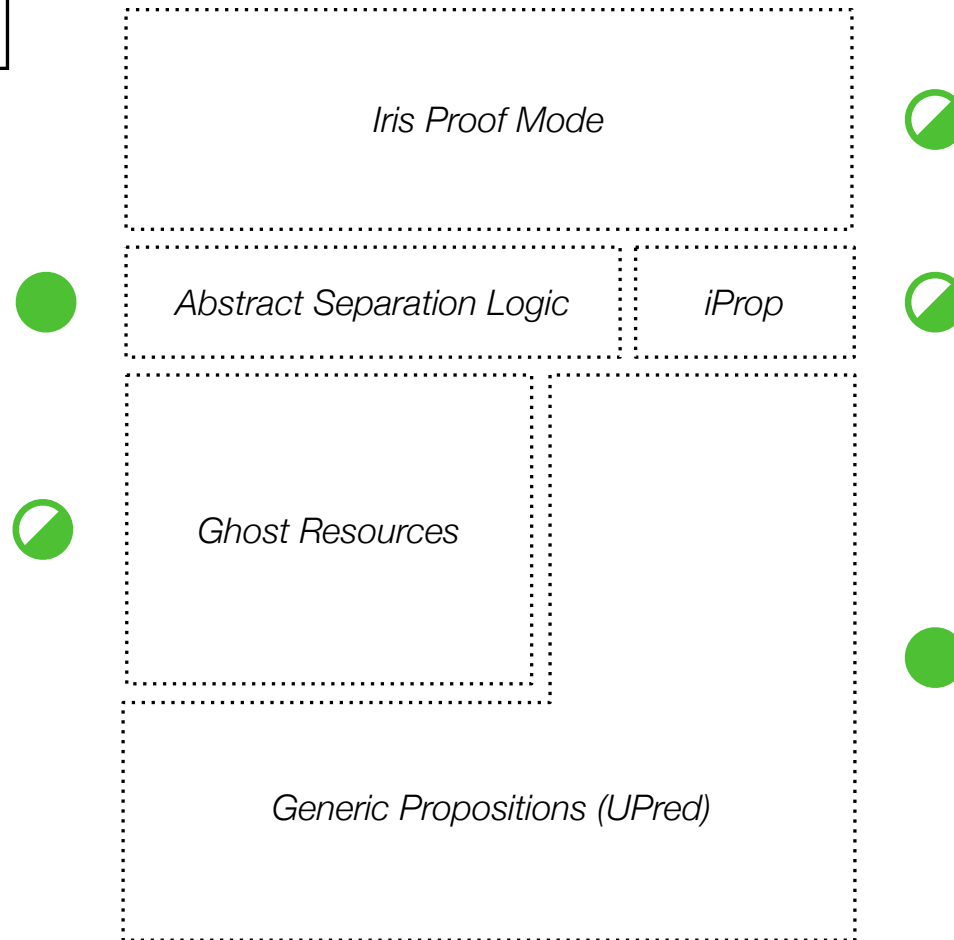 Iris Proof Mode
Abstract Separation Logic
iProp
Ghost Resources
Generic Propositions (UPred)